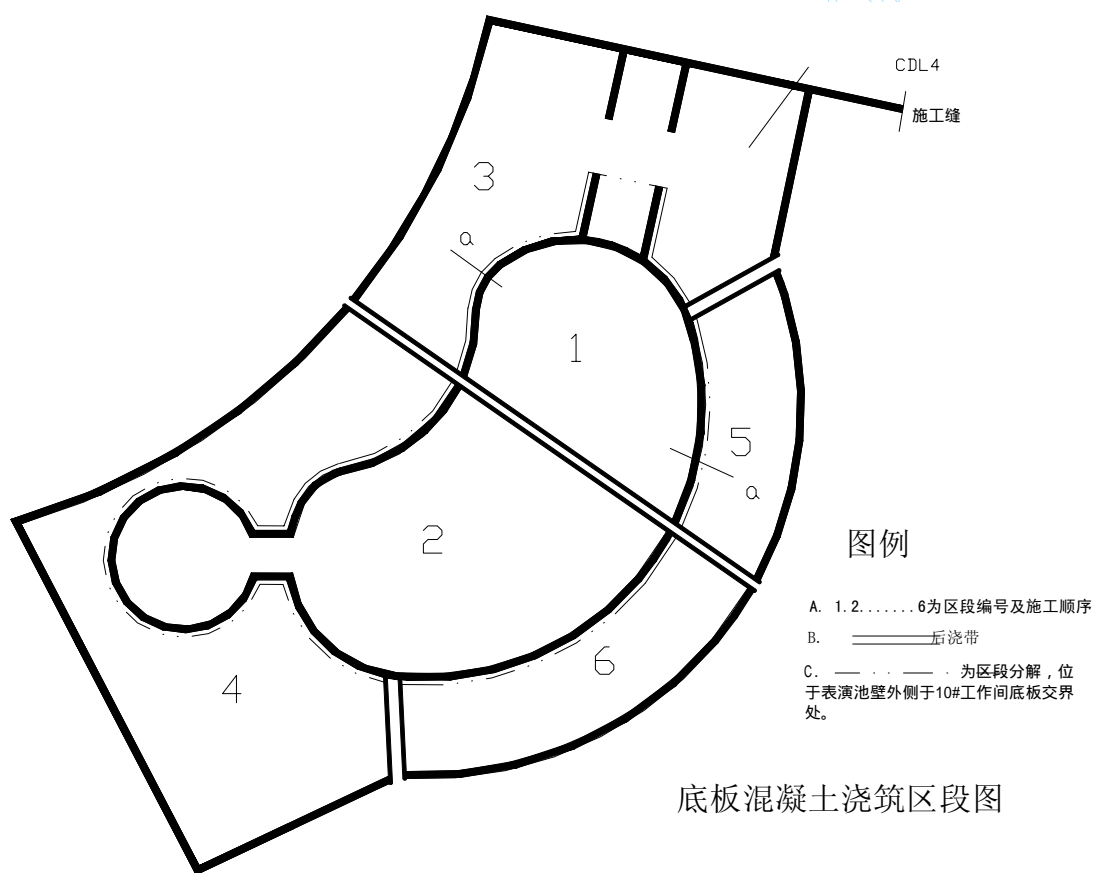 CDL4
施工缝
3
a
1
5
a
2
图例
A. 1.2.......6为区段编号及施工顺序
B. 后浇带
6
C. — · · — · 为区段分解，位
于表演池壁外侧于10#工作间底板交界
处。
4
底板混凝土浇筑区段图